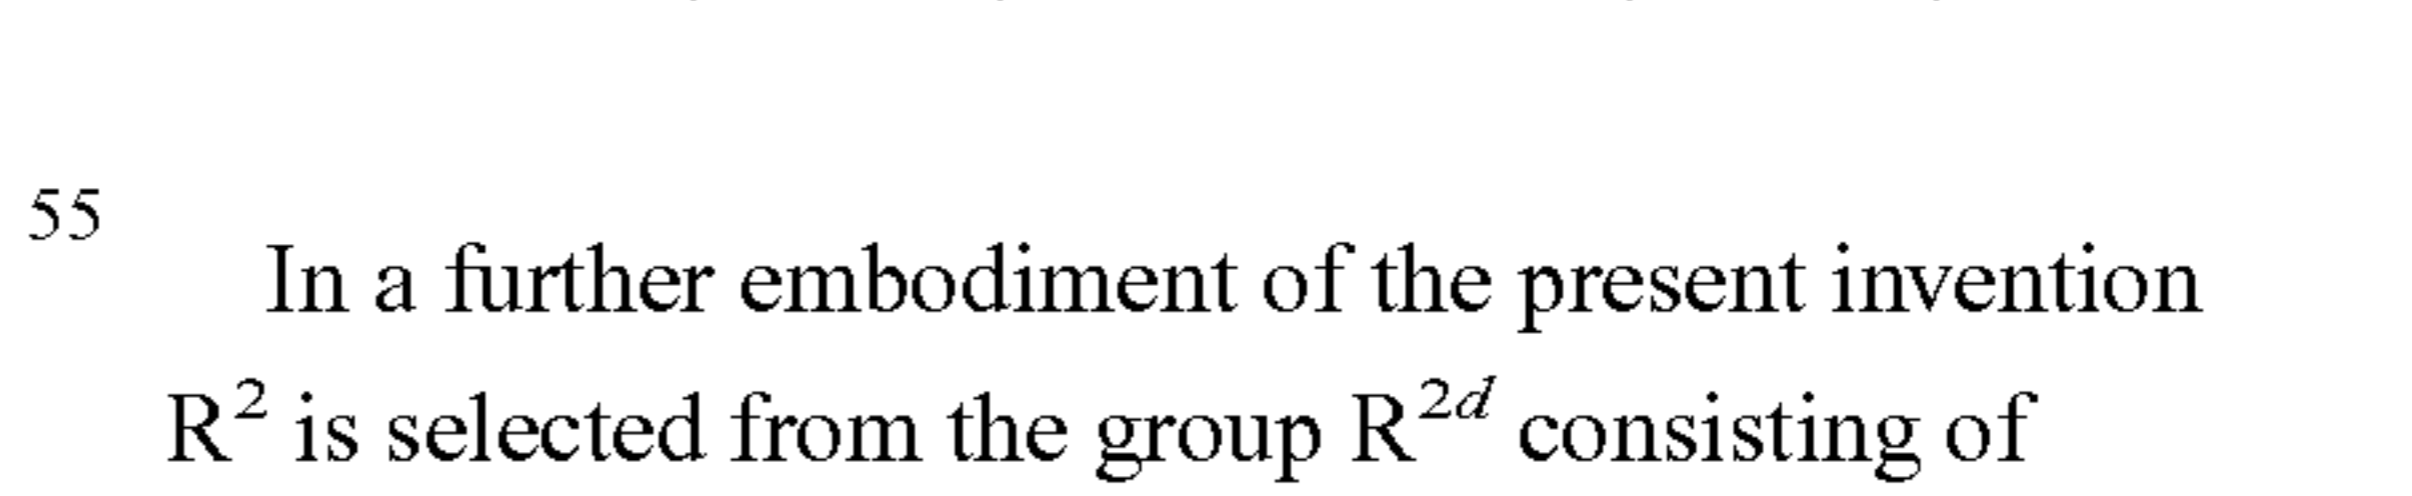 55
In a further embodiment of the present invention
R² is selected from the group R²ᵈ consisting of